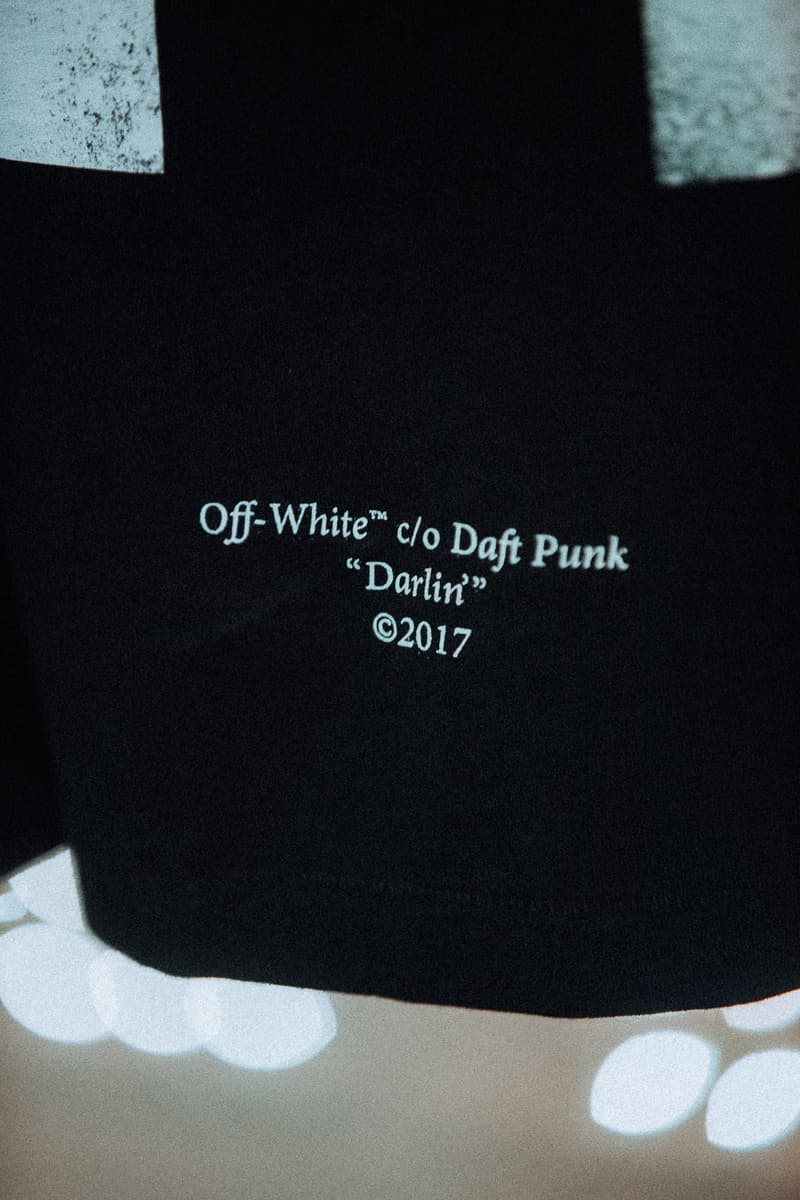 Off-White™ c/o Daft Punk
“Darlin’”
©2017